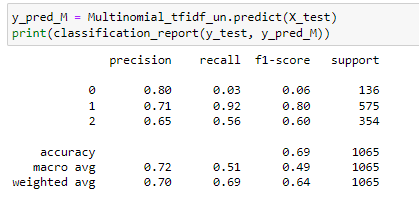 y_pred_M = Multinomial_tfidf_un.predict(X_test)
print(classification_report(y_test, y_pred_M))
precision recall f1-score support
0 0.80 0.03 0.06 136
1 0.71 0.92 0.80 575
2 0.65 0.56 0.60 354
accuracy 0.69 1065
macro avg 0.72 0.51 0.49 1065
weighted avg 0.70 0.69 0.64 1065